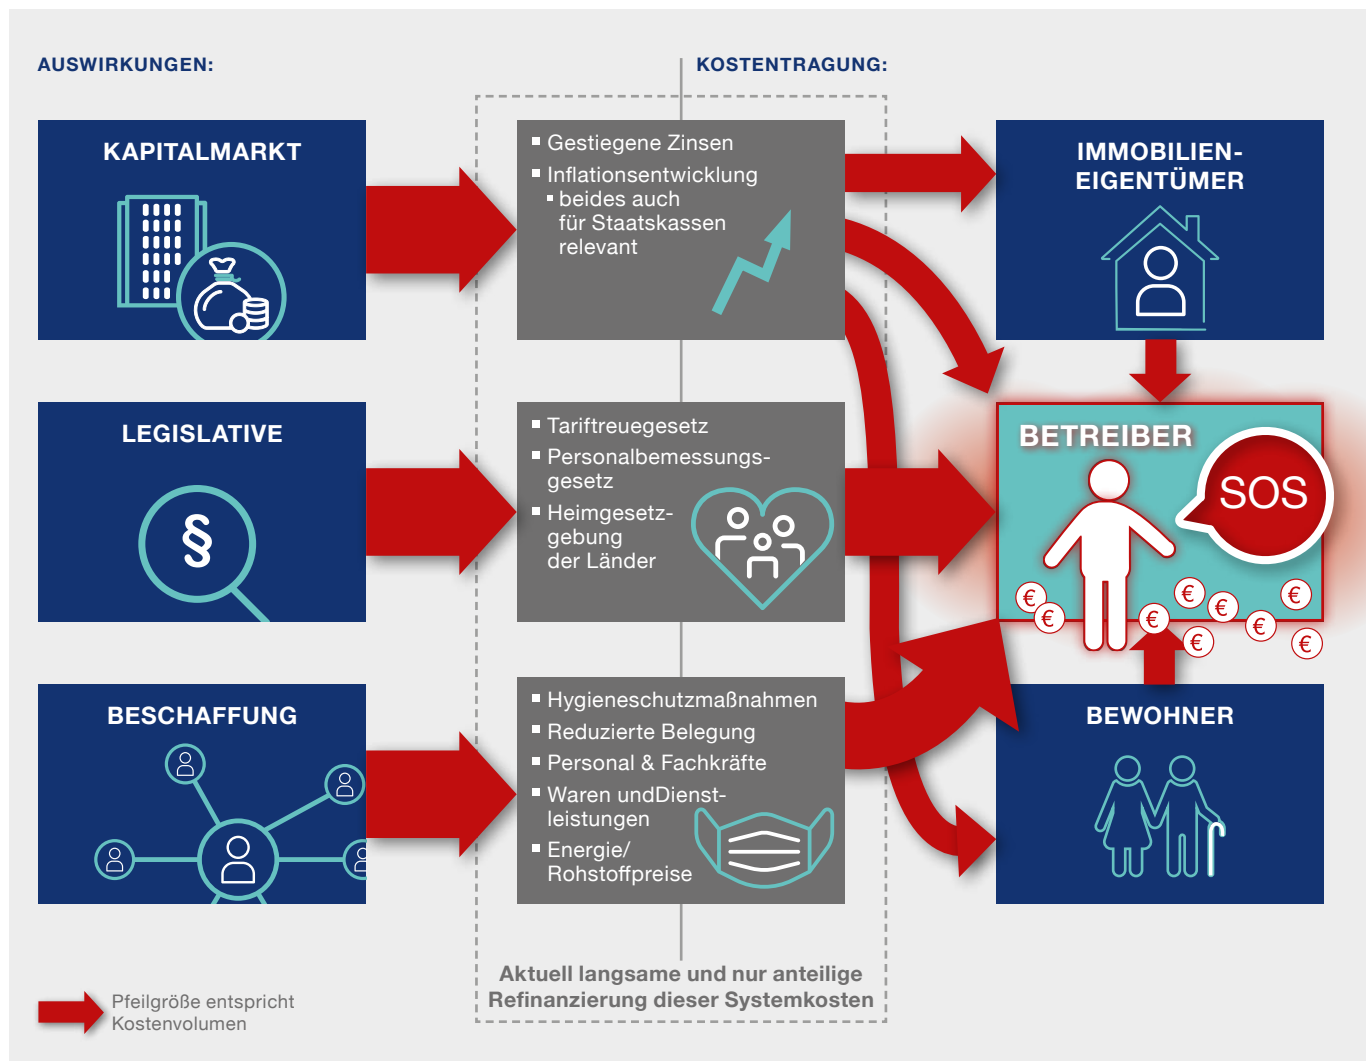 AUSWIRKUNGEN:
KOSTENTRAGUNG:
KAPITALMARKT
▪ Gestiegene Zinsen
▪ Inflationsentwicklung
▪ beides auch
für Staatskassen
relevant
IMMOBILIEN-
EIGENTÜMER
LEGISLATIVE
§
▪ Tariftreuegesetz
▪ Personalbemessungs-
gesetz
▪ Heimgesetz-
gebung
der Länder
BETREIBER
SOS
€ € € € € € € € €
BESCHAFFUNG
▪ Hygieneschutzmaßnahmen
▪ Reduzierte Belegung
▪ Personal & Fachkräfte
▪ Waren undDienst-
leistungen
▪ Energie/
Rohstoffpreise
BEWOHNER
Aktuell langsame und nur anteilige
Refinanzierung dieser Systemkosten
Pfeilgröße entspricht
Kostenvolumen